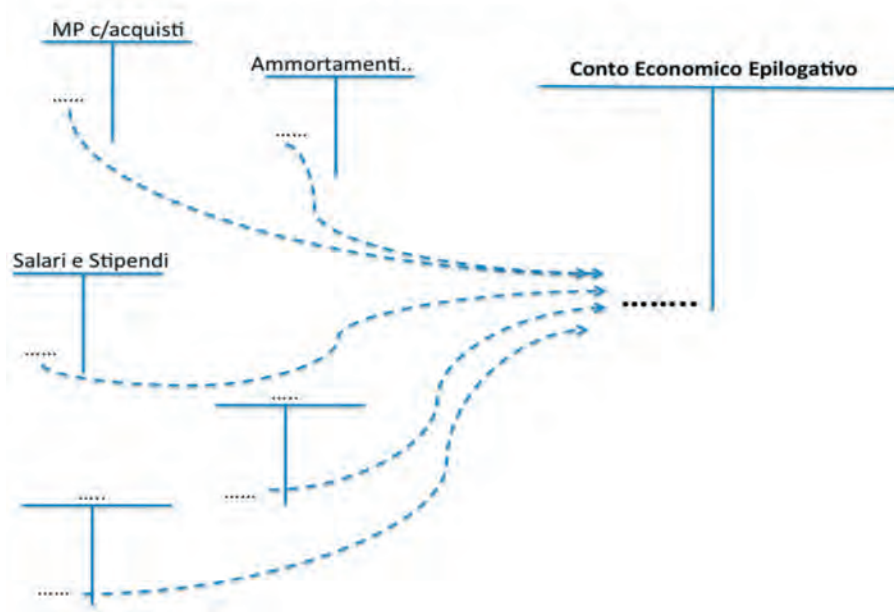 MP c/acquisti
......
Ammortamenti..
......
Conto Economico Epilogativo
........
Salari e Stipendi
......
.....
......
.....
......